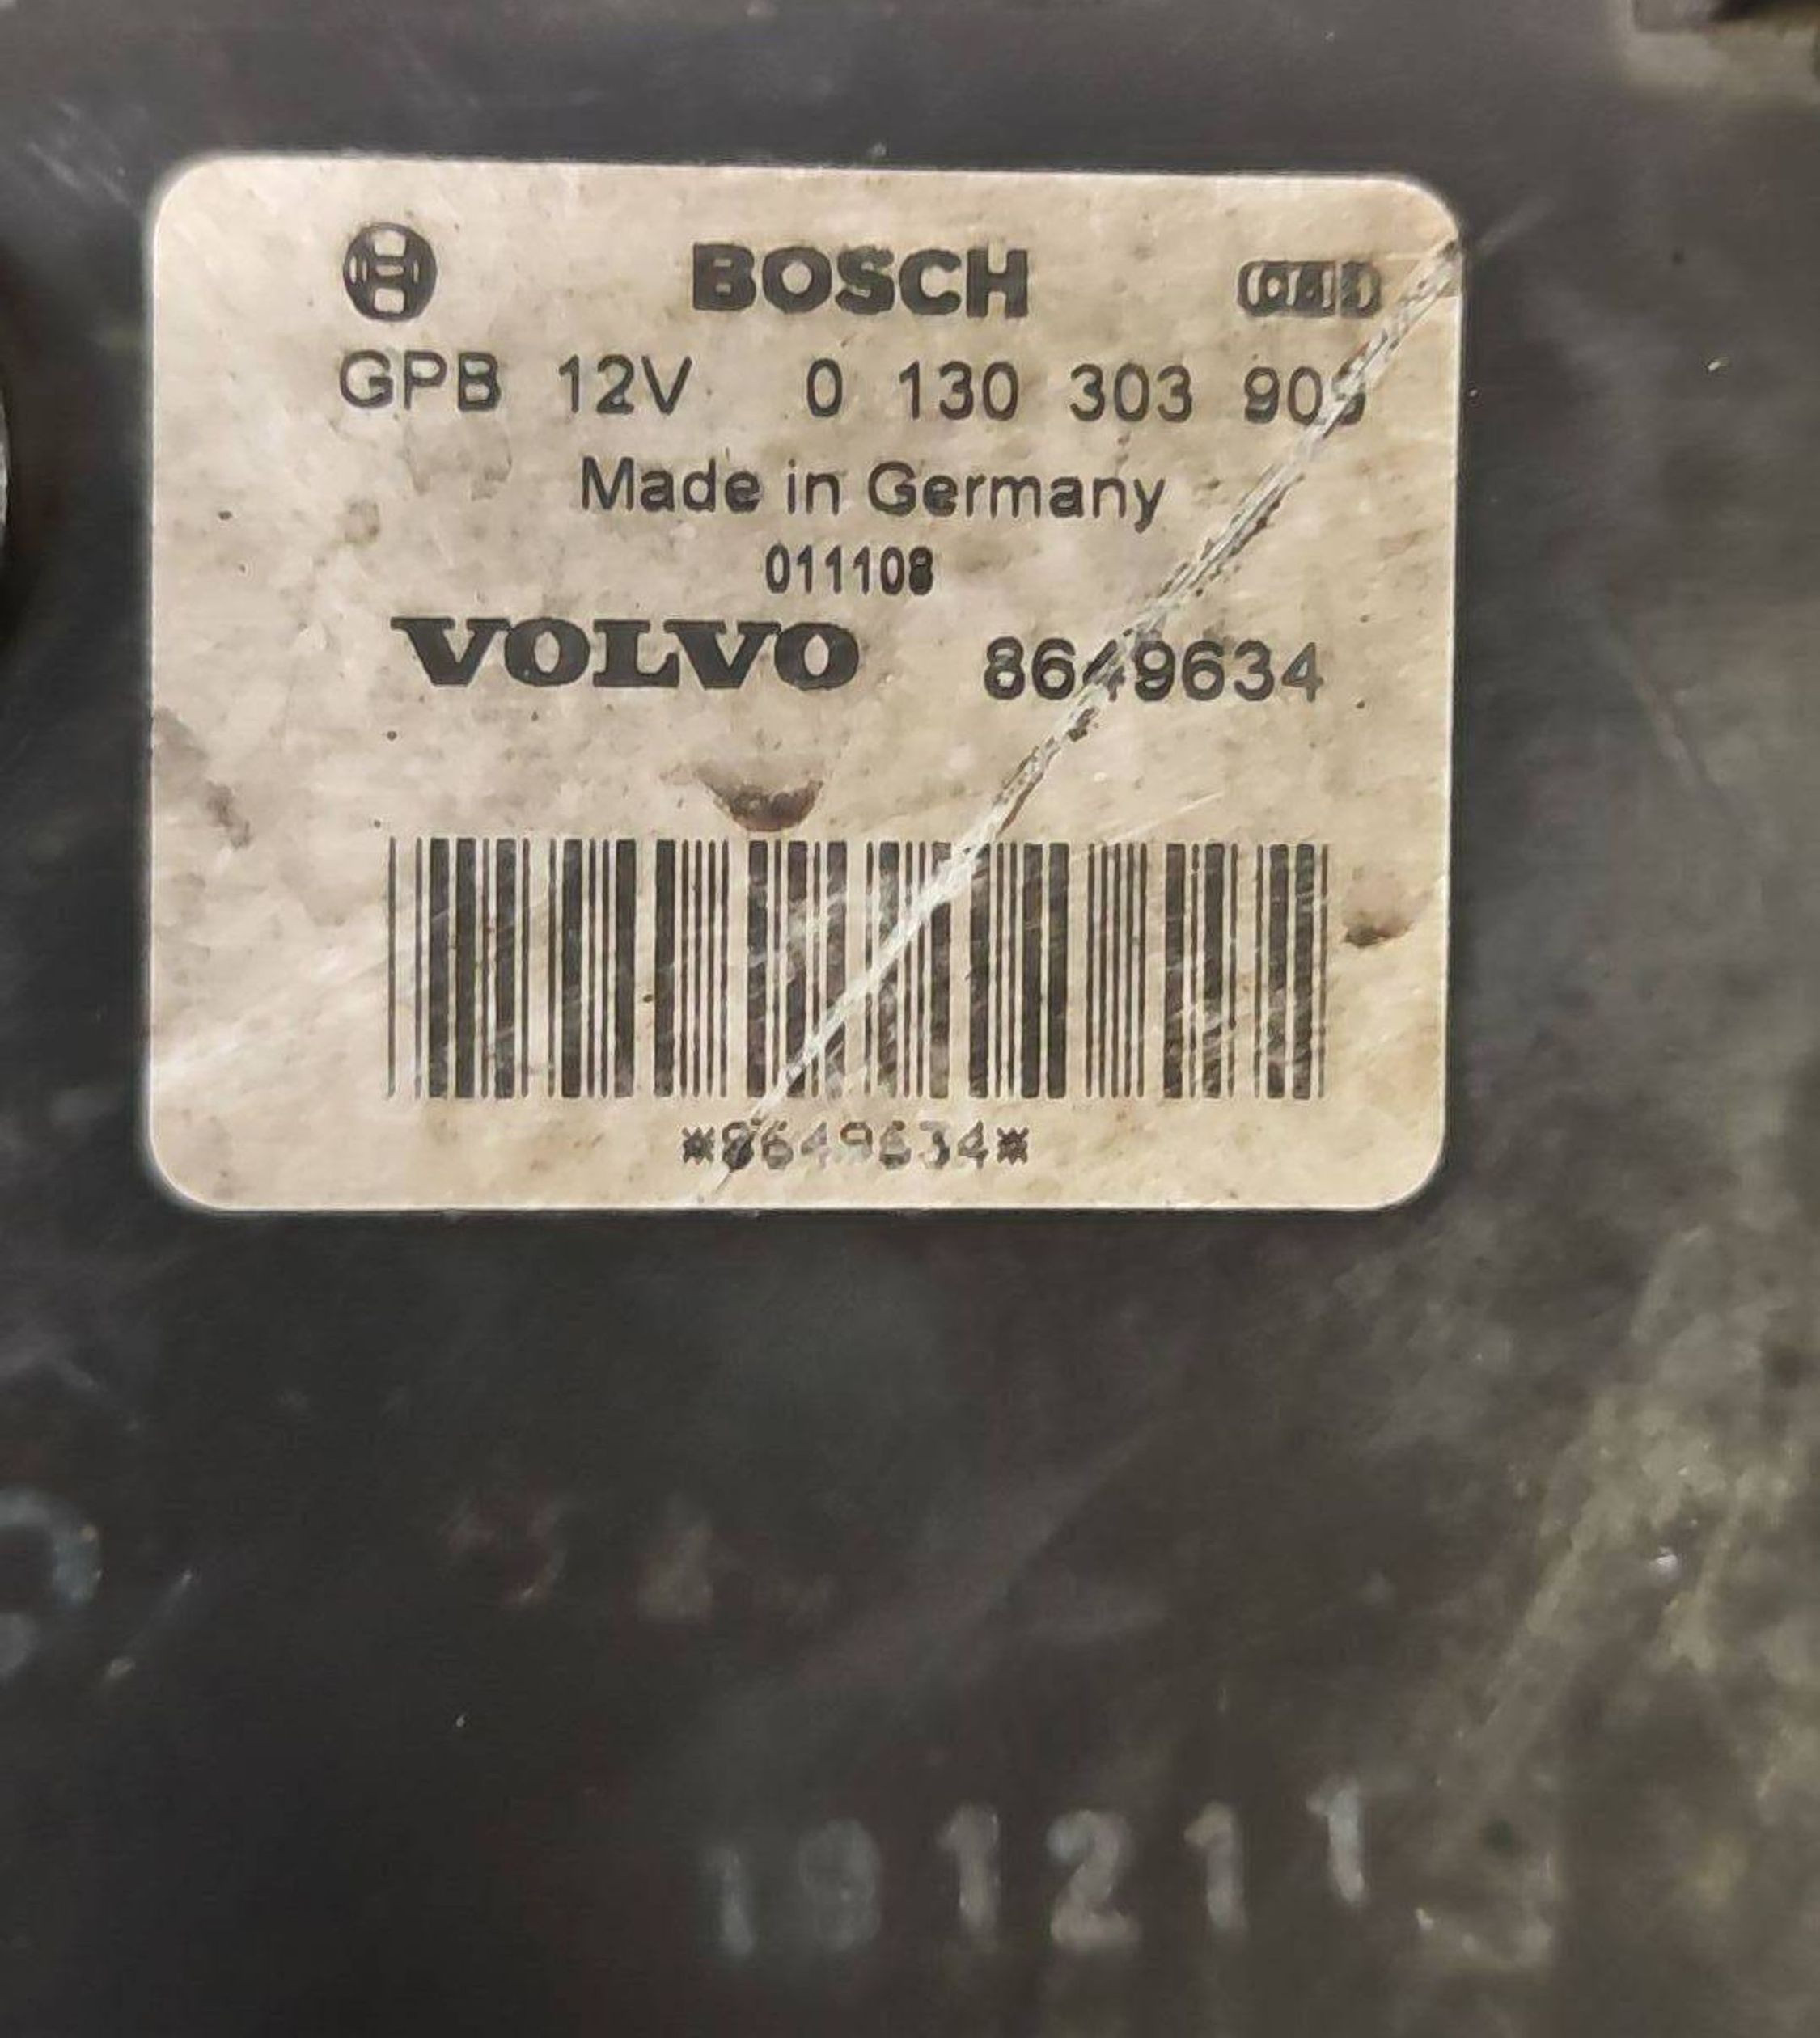 BOSCH
GPB 12V 0 130 303 909
Made in Germany
011108
VOLVO 8649634
*8649634*
191211